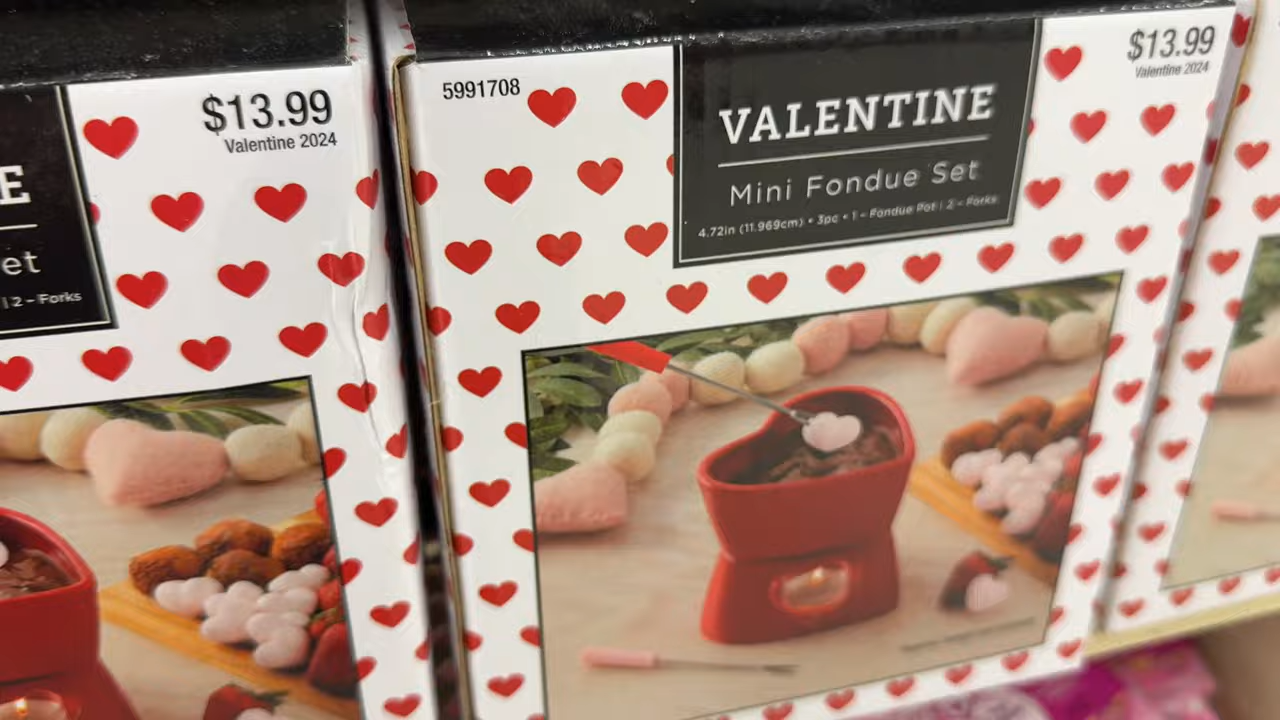 $13.99
Valentine 2024
E
et
| 2 – Forks
5991708
VALENTINE
Mini Fondue Set
4.72in (11.969cm) • 3pc • 1 – Fondue Pot | 2 – Forks
$13.99
Valentine 2024